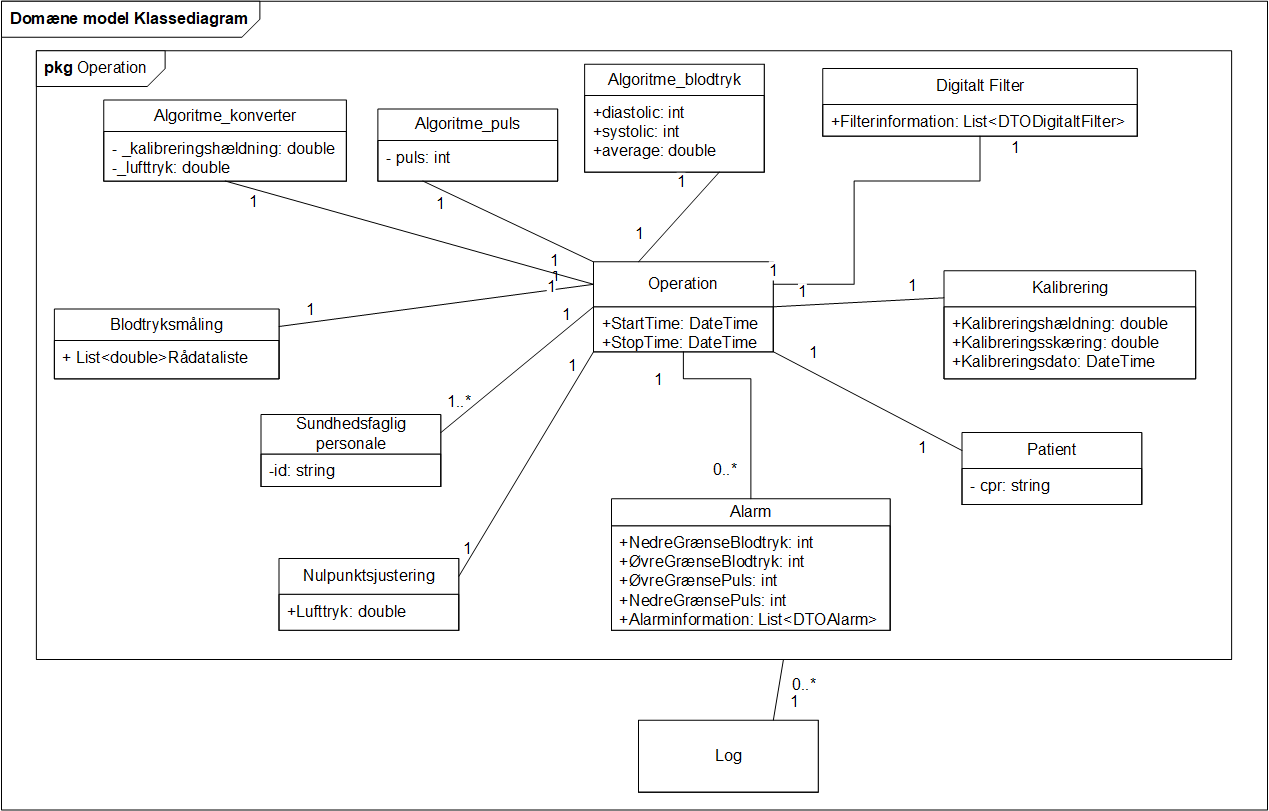 Domæne model Klassediagram
pkg Operation
Algoritme_konverter
- _kalibreringshældning: double
-_lufttryk: double
1
Algoritme_puls
- puls: int
1
Algoritme_blodtryk
+diastolic: int
+systolic: int
+average: double
1
1
Digitalt Filter
+Filterinformation: List<DTODigitaltFilter>
1
1
1
1
1
Operation
+StartTime: DateTime
+StopTime: DateTime
1
1
Kalibrering
+Kalibreringshældning: double
+Kalibreringsskæring: double
+Kalibreringsdato: DateTime
Blodtryksmåling
+ List<double>Rådataliste
1
1
1
1
1
1..*
Sundhedsfaglig
personale
-id: string
1
Patient
- cpr: string
0..*
Alarm
+NedreGrænseBlodtryk: int
+ØvreGrænseBlodtryk: int
+ØvreGrænsePuls: int
+NedreGrænsePuls: int
+Alarminformation: List<DTOAlarm>
1
Nulpunktsjustering
+Lufttryk: double
0..*
1
Log